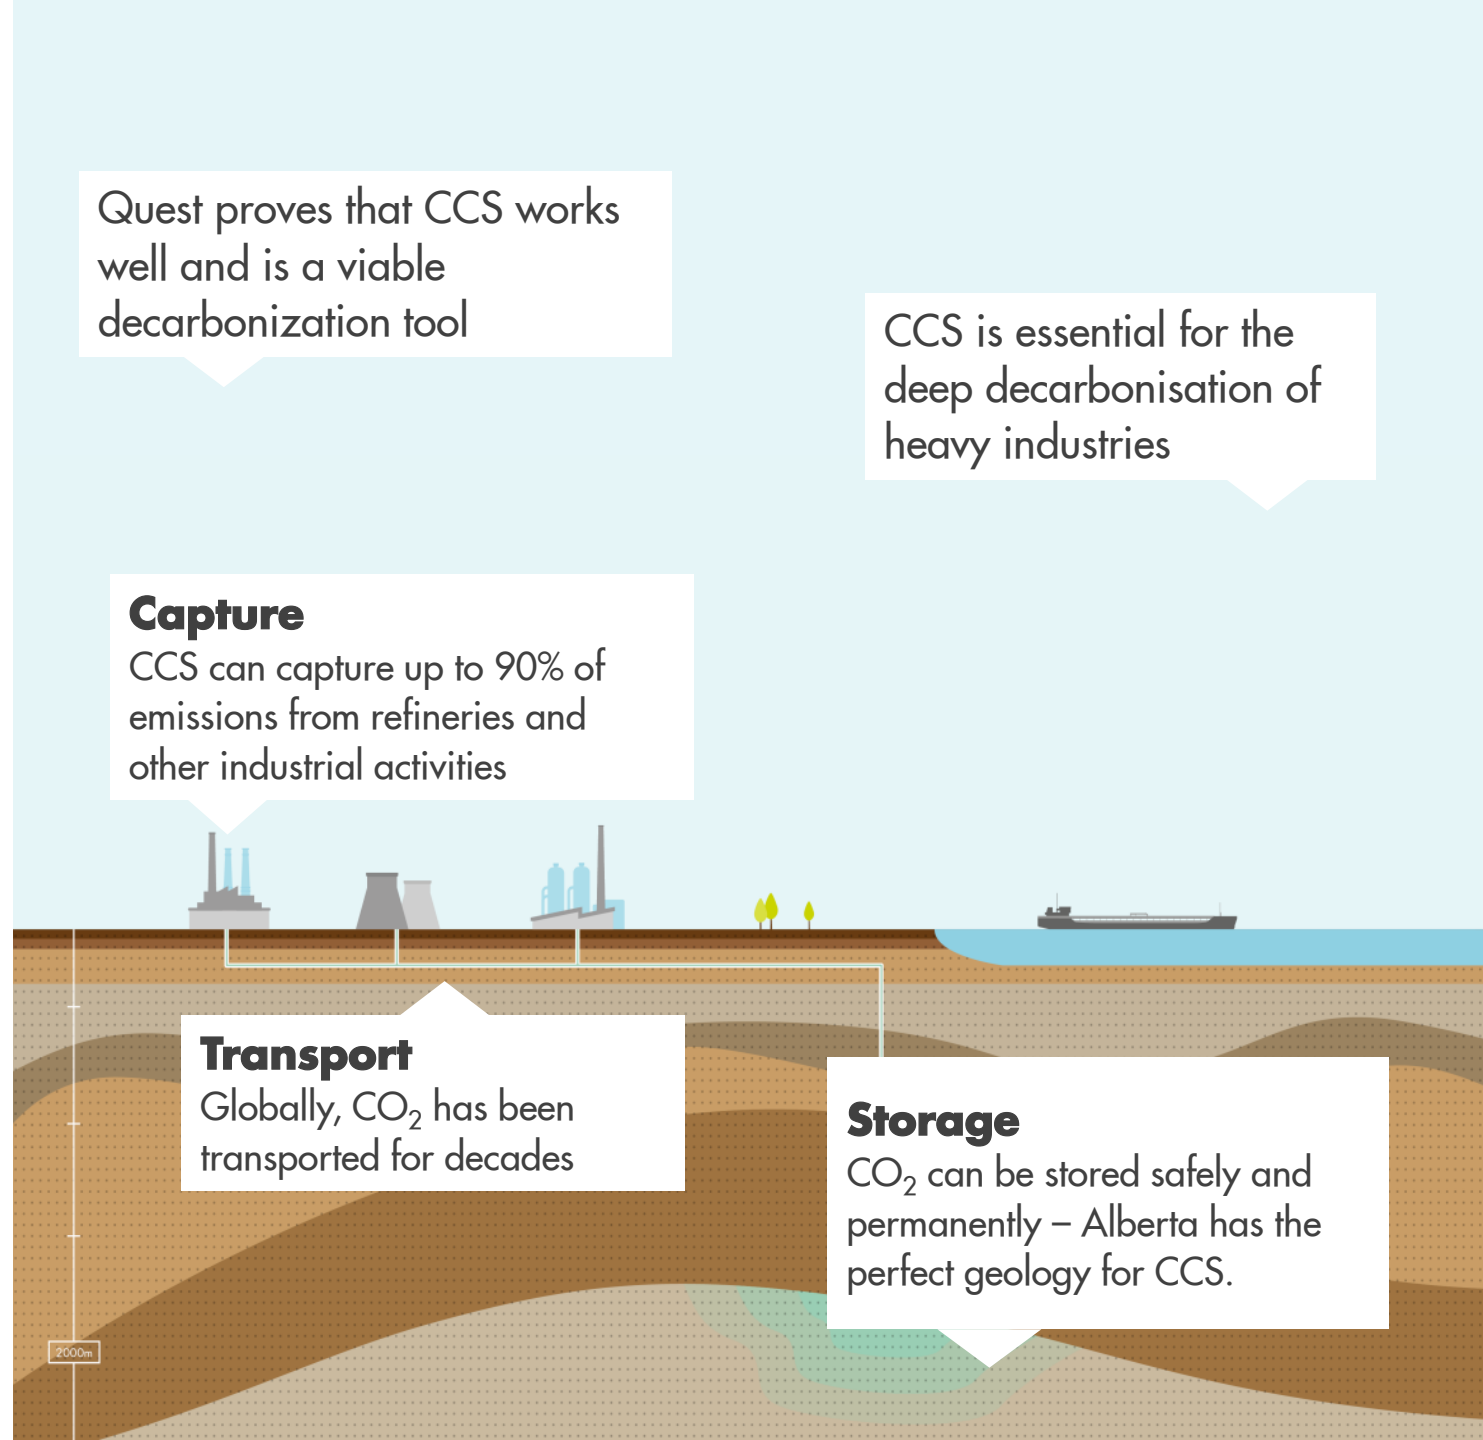 Quest proves that CCS works
well and is a viable
decarbonization tool
CCS is essential for the
deep decarbonisation of
heavy industries
Capture
CCS can capture up to 90% of
emissions from refineries and
other industrial activities
Transport
Globally, CO₂ has been
transported for decades
Storage
CO₂ can be stored safely and
permanently – Alberta has the
perfect geology for CCS.
2000m